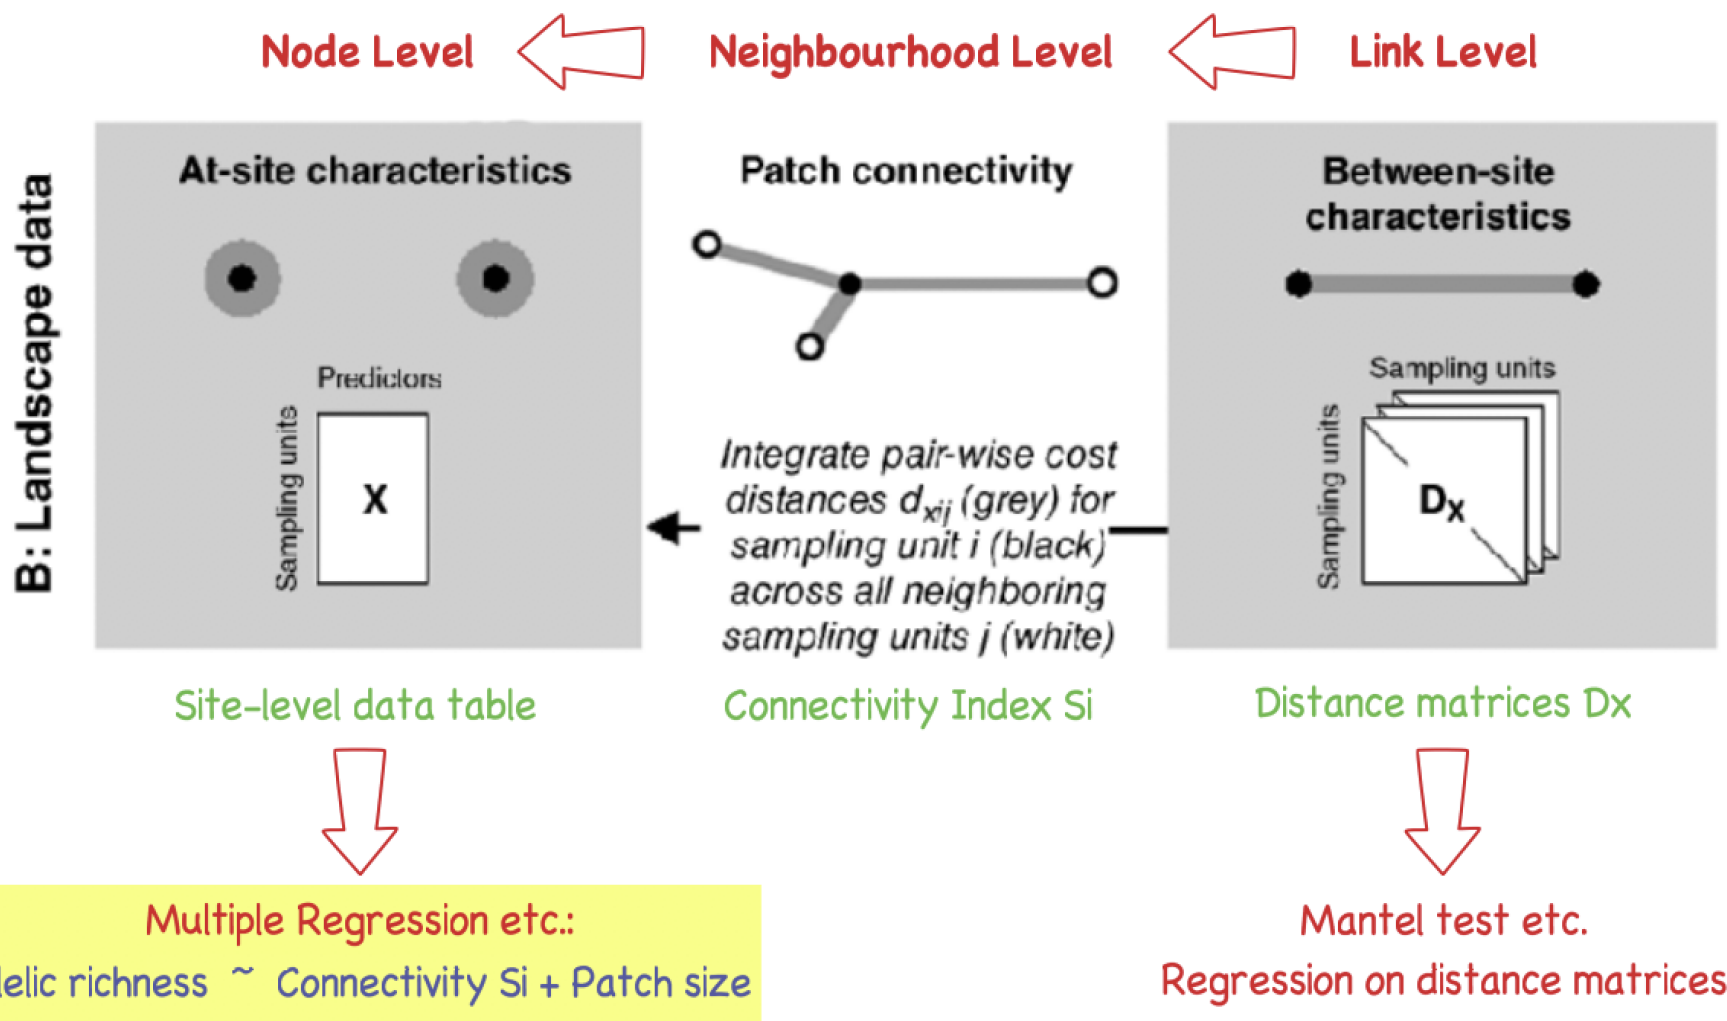 Node Level
Neighbourhood Level
Link Level
B: Landscape data
At-site characteristics
Predictors
Sampling units
X
Patch connectivity
Integrate pair-wise cost
distances dxij (grey) for
sampling unit i (black)
across all neighboring
sampling units j (white)
Between-site
characteristics
Sampling units
Sampling units
DX
Site-level data table
Connectivity Index Si
Distance matrices Dx
Multiple Regression etc.:
lelic richness ~ Connectivity Si + Patch size
Mantel test etc.
Regression on distance matrices